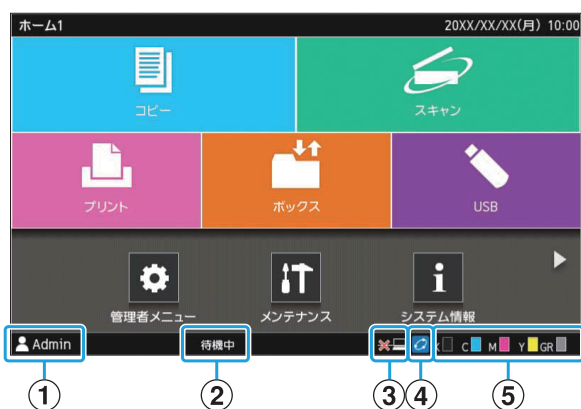 ホーム1 20XX/XX/XX(月) 10:00
コピー スキャン
プリント ボックス USB
管理者メニュー メンテナンス システム情報
Admin 待機中 K C M Y GR
① ② ③ ④ ⑤